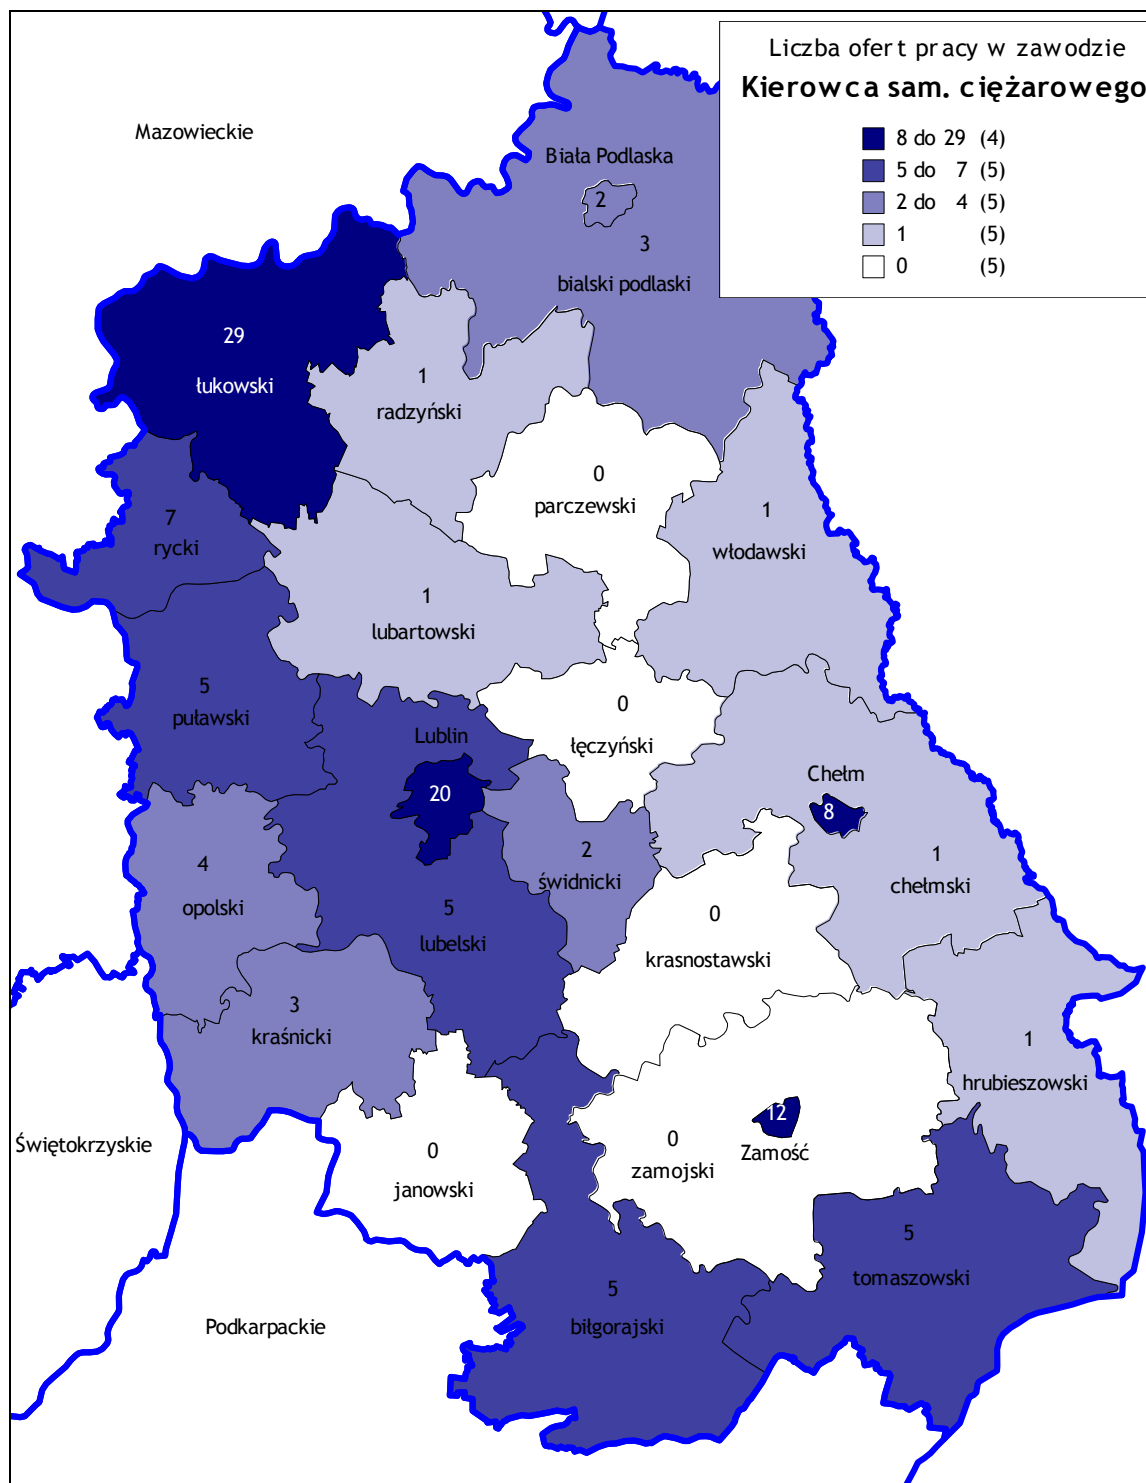 Liczba ofert pracy w zawodzie
Kierowca sam. ciężarowego
8 do 29 (4)
5 do 7 (5)
2 do 4 (5)
1 (5)
0 (5)
Mazowieckie
Biała Podlaska
2
3
bialski podlaski
29
łukowski
1
radzyński
0
parczewski
1
włodawski
7
rycki
1
lubartowski
5
puławski
0
łęczyński
Lublin
20
Chełm
8
4
opolski
2
świdnicki
1
chełmski
5
lubelski
0
krasnostawski
3
kraśnicki
1
hrubieszowski
Świętokrzyskie
0
janowski
0
zamojski
12
Zamość
5
tomaszowski
5
biłgorajski
Podkarpackie